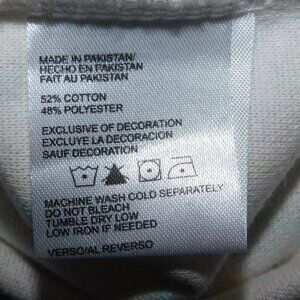 MADE IN PAKISTAN/
HECHO EN PAKISTAN
FAIT AU PAKISTAN
52% COTTON
48% POLYESTER
EXCLUSIVE OF DECORATION
EXCLUYE LA DECORACION
SAUF DECORATION
MACHINE WASH COLD SEPARATELY
DO NOT BLEACH
TUMBLE DRY LOW
LOW IRON IF NEEDED
VERSO/AL REVERSO